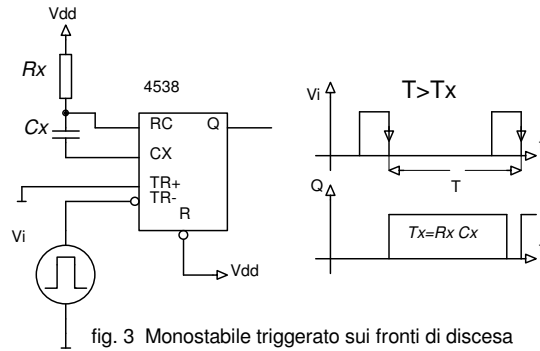 Vdd
Rx
4538
Cx
RC
Q
CX
TR+
TR-
R
Vi
Vdd
Vi
T>Tx
T
Q
Tx=Rx Cx
fig. 3 Monostabile triggerato sui fronti di discesa